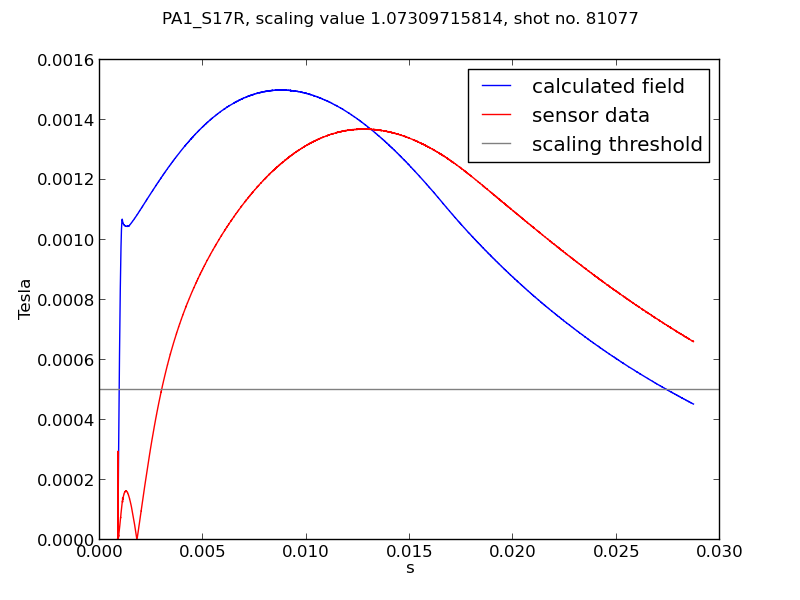 PA1_S17R, scaling value 1.07309715814, shot no. 81077
0.0016
0.0014
0.0012
0.0010
0.0008
0.0006
0.0004
0.0002
0.0000
Tesla
calculated field
sensor data
scaling threshold
0.000
0.005
0.010
0.015
0.020
0.025
0.030
s